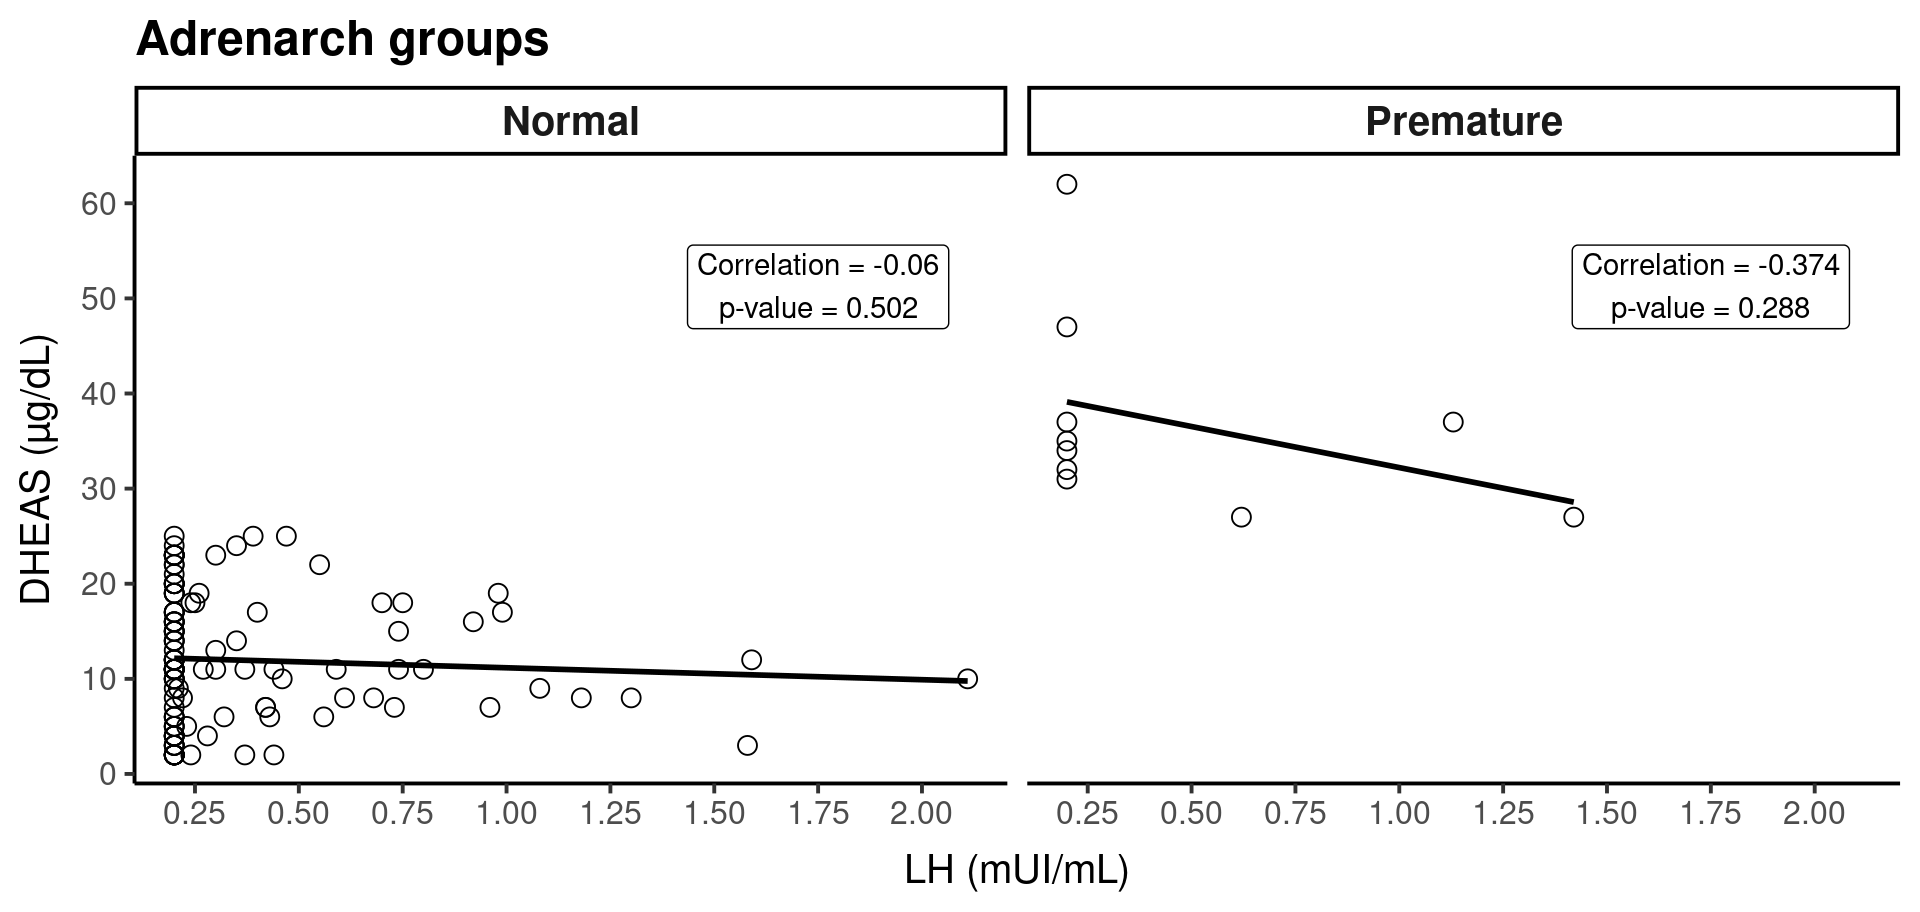 Adrenarch groups
Normal
Premature
Correlation = -0.06
p-value = 0.502
Correlation = -0.374
p-value = 0.288
DHEAS (µg/dL)
60
50
40
30
20
10
0
0.25 0.50 0.75 1.00 1.25 1.50 1.75 2.00
0.25 0.50 0.75 1.00 1.25 1.50 1.75 2.00
LH (mUI/mL)